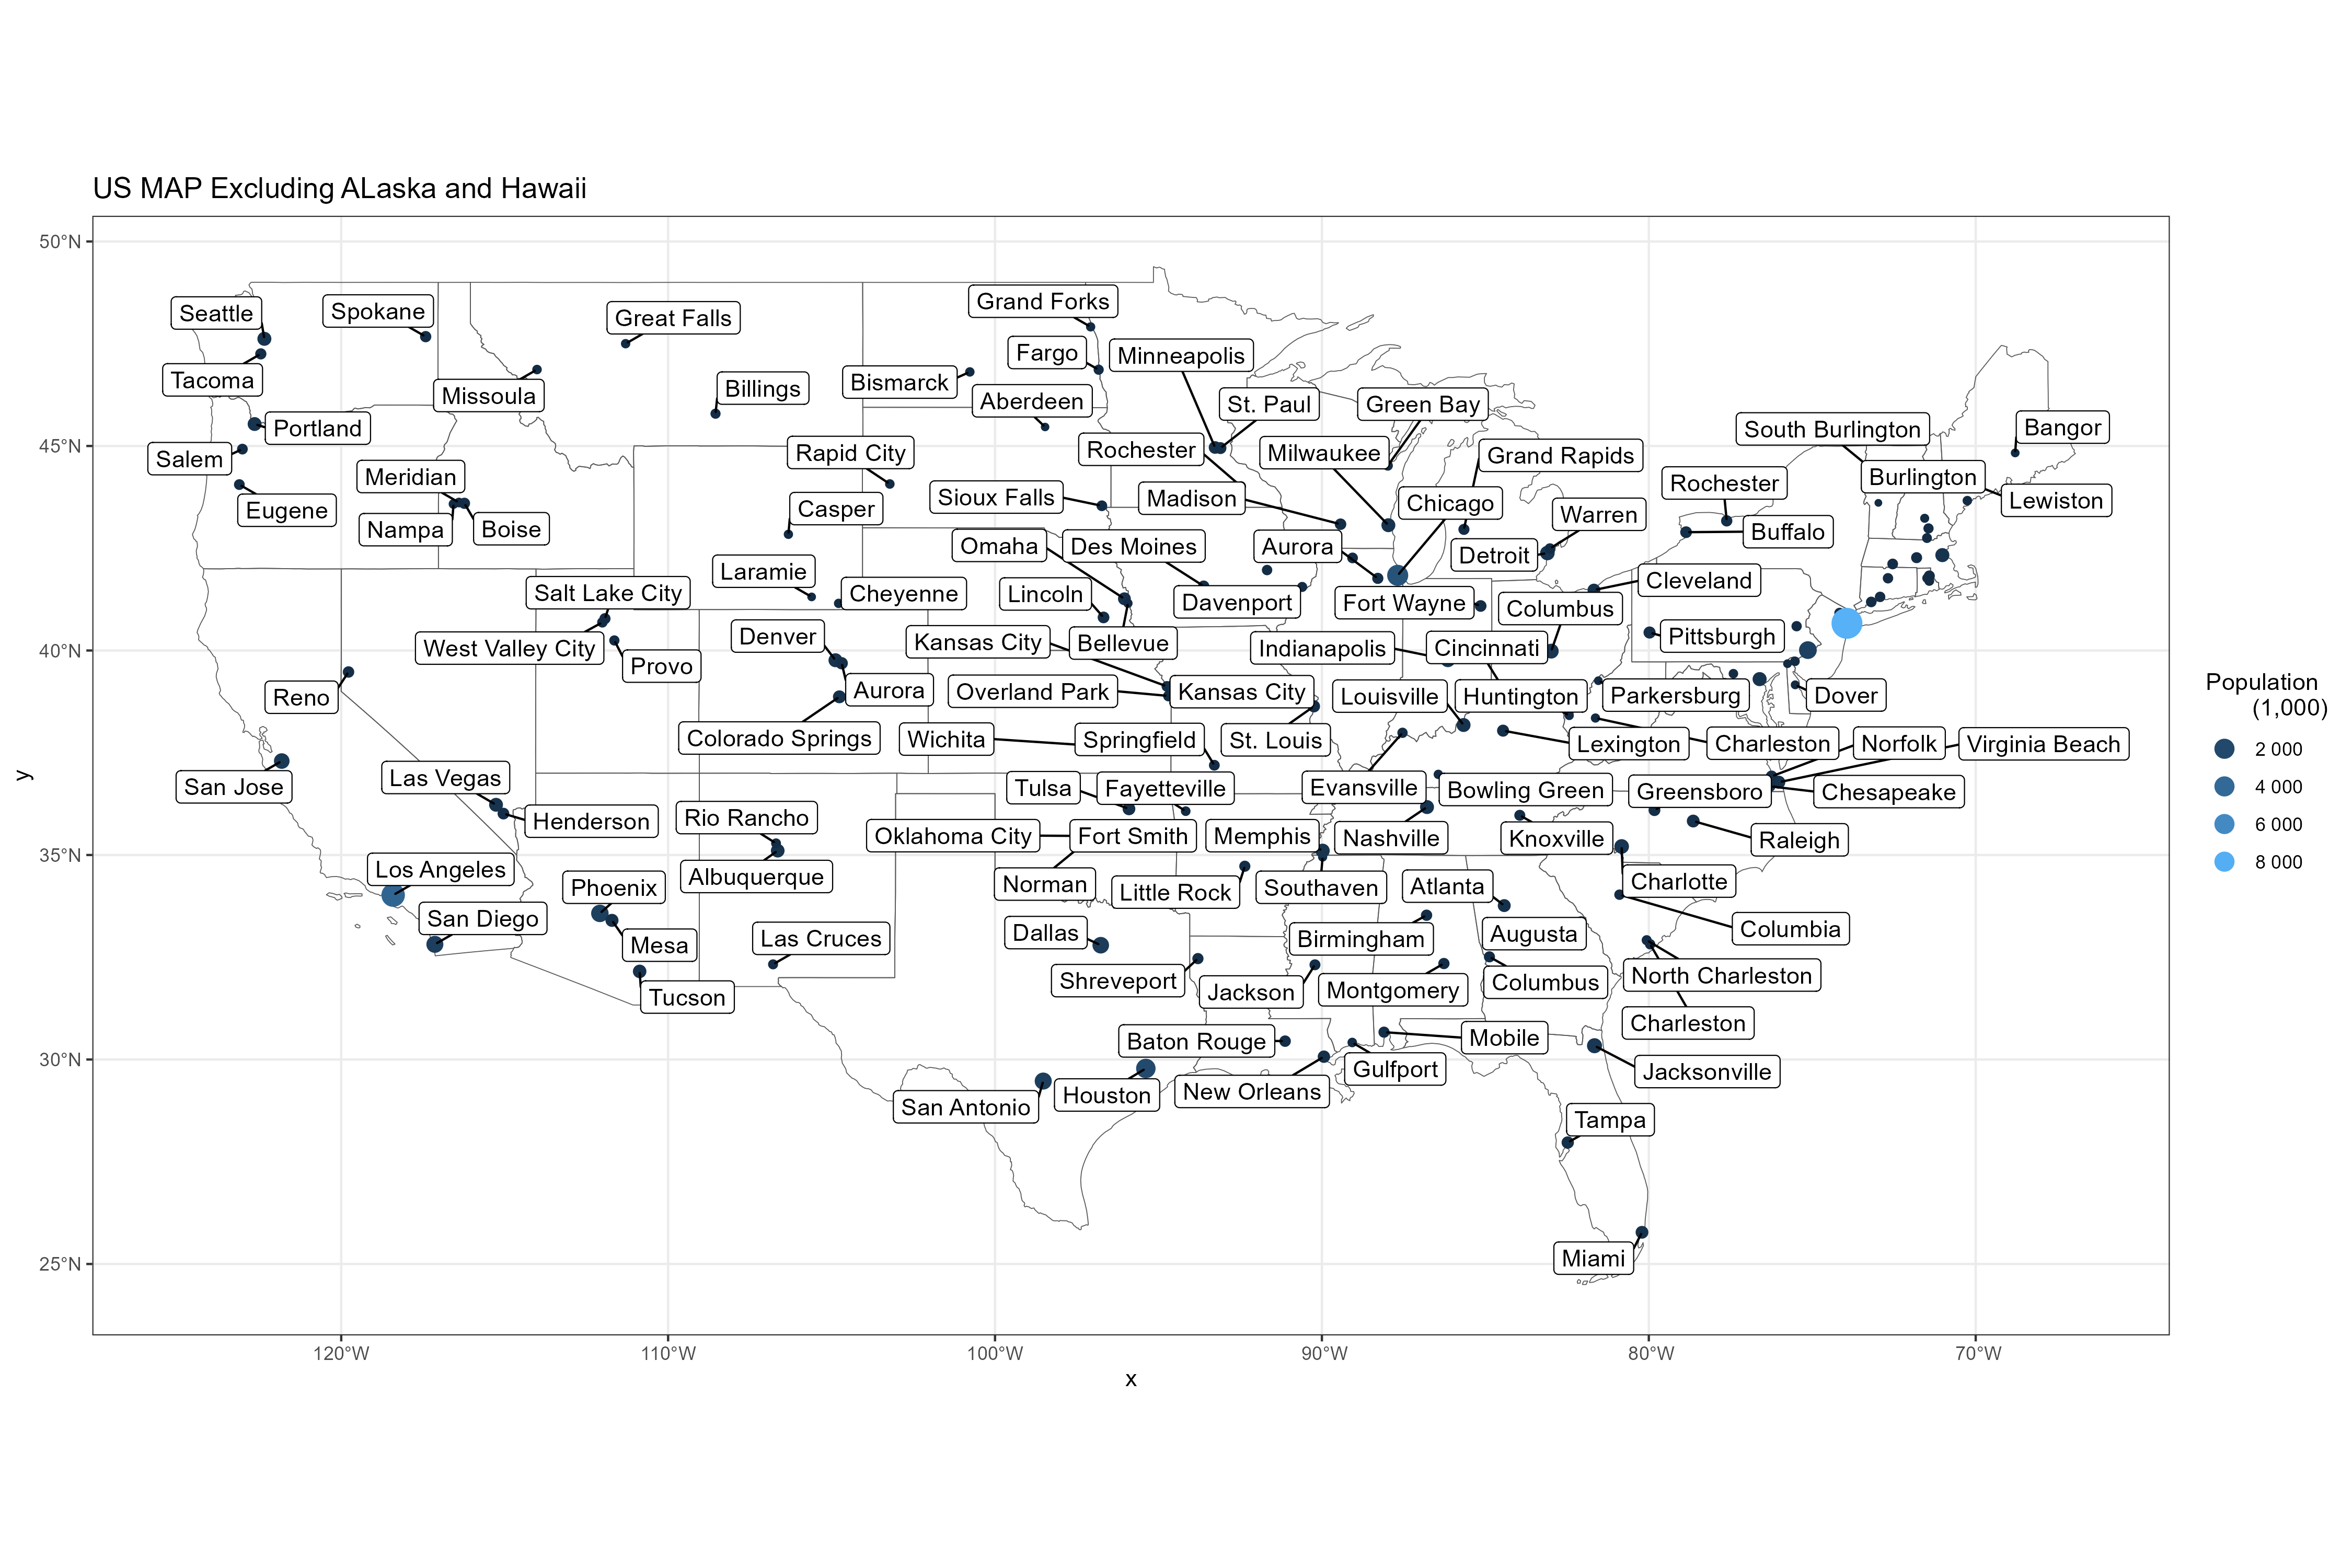 US MAP Excluding ALaska and Hawaii
50°N
45°N
40°N
35°N
30°N
25°N
y
Seattle
Spokane
Great Falls
Grand Forks
Tacoma
Missoula
Billings
Bismarck
Fargo
Minneapolis
Aberdeen
St. Paul
Green Bay
Portland
Salem
Rapid City
Rochester
Milwaukee
Grand Rapids
South Burlington
Bangor
Meridian
Eugene
Nampa
Boise
Casper
Sioux Falls
Madison
Chicago
Warren
Rochester
Burlington
Lewiston
Buffalo
Omaha
Des Moines
Aurora
Detroit
Laramie
Cheyenne
Lincoln
Davenport
Fort Wayne
Columbus
Cleveland
Salt Lake City
West Valley City
Provo
Denver
Kansas City
Bellevue
Indianapolis
Cincinnati
Pittsburgh
Reno
Aurora
Overland Park
Kansas City
Louisville
Huntington
Parkersburg
Dover
Colorado Springs
Wichita
Springfield
St. Louis
Lexington
Charleston
Norfolk
Virginia Beach
San Jose
Las Vegas
Henderson
Rio Rancho
Tulsa
Fayetteville
Evansville
Bowling Green
Greensboro
Chesapeake
Oklahoma City
Fort Smith
Memphis
Nashville
Knoxville
Raleigh
Los Angeles
Phoenix
Albuquerque
Norman
Little Rock
Southaven
Atlanta
Charlotte
San Diego
Mesa
Las Cruces
Dallas
Birmingham
Augusta
Columbia
Tucson
Shreveport
Jackson
Montgomery
Columbus
North Charleston
Charleston
Baton Rouge
Mobile
San Antonio
Houston
New Orleans
Gulfport
Jacksonville
Tampa
Miami
120°W
110°W
100°W
90°W
80°W
70°W
x
Population
(1,000)
2 000
4 000
6 000
8 000